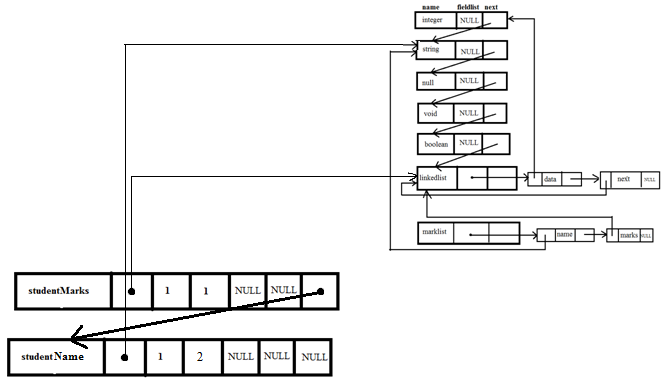 name fieldlist next
integer NULL
string NULL
null NULL
void NULL
boolean NULL
linkedlist data next NULL
marklist name marks NULL
studentMarks 1 1 NULL NULL
studentName 1 2 NULL NULL NULL